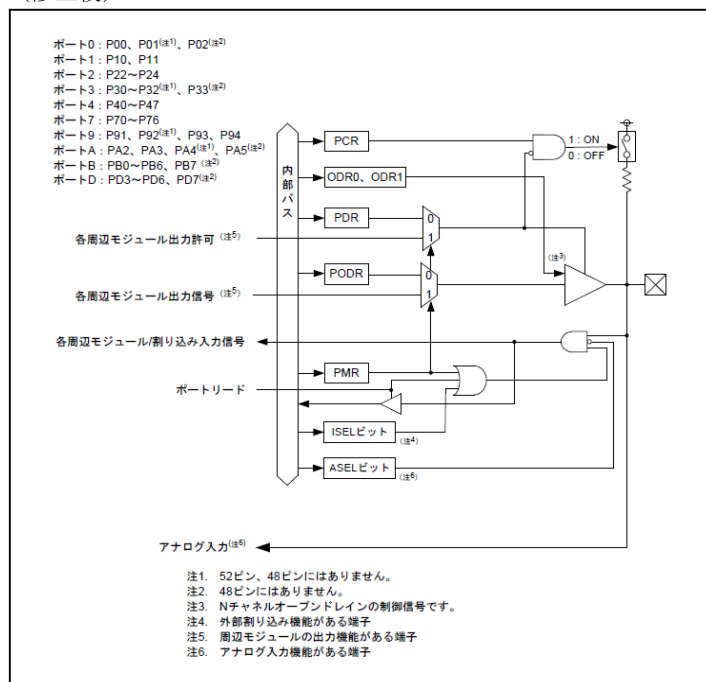 ポート0：P00、P01(注1)、P02(注2)
ポート1：P10、P11
ポート2：P22～P24
ポート3：P30～P32(注1)、P33(注2)
ポート4：P40～P47
ポート7：P70～P76
ポート9：P91、P92(注1)、P93、P94
ポートA：PA2、PA3、PA4(注1)、PA5(注2)
ポートB：PB0～PB6、PB7 (注2)
ポートD：PD3～PD6、PD7(注2)
内部バス
PCR
1：ON
0：OFF
ODR0、ODR1
PDR
0
1
各周辺モジュール出力許可 (注5)
(注3)
PODR
0
1
各周辺モジュール出力信号 (注5)
各周辺モジュール/割り込み入力信号
PMR
ポートリード
ISELビット
(注4)
ASELビット
(注6)
アナログ入力(注6)
注1. 52ピン、48ピンにはありません。
注2. 48ピンにはありません。
注3. Nチャネルオープンドレインの制御信号です。
注4. 外部割り込み機能がある端子
注5. 周辺モジュールの出力機能がある端子
注6. アナログ入力機能がある端子